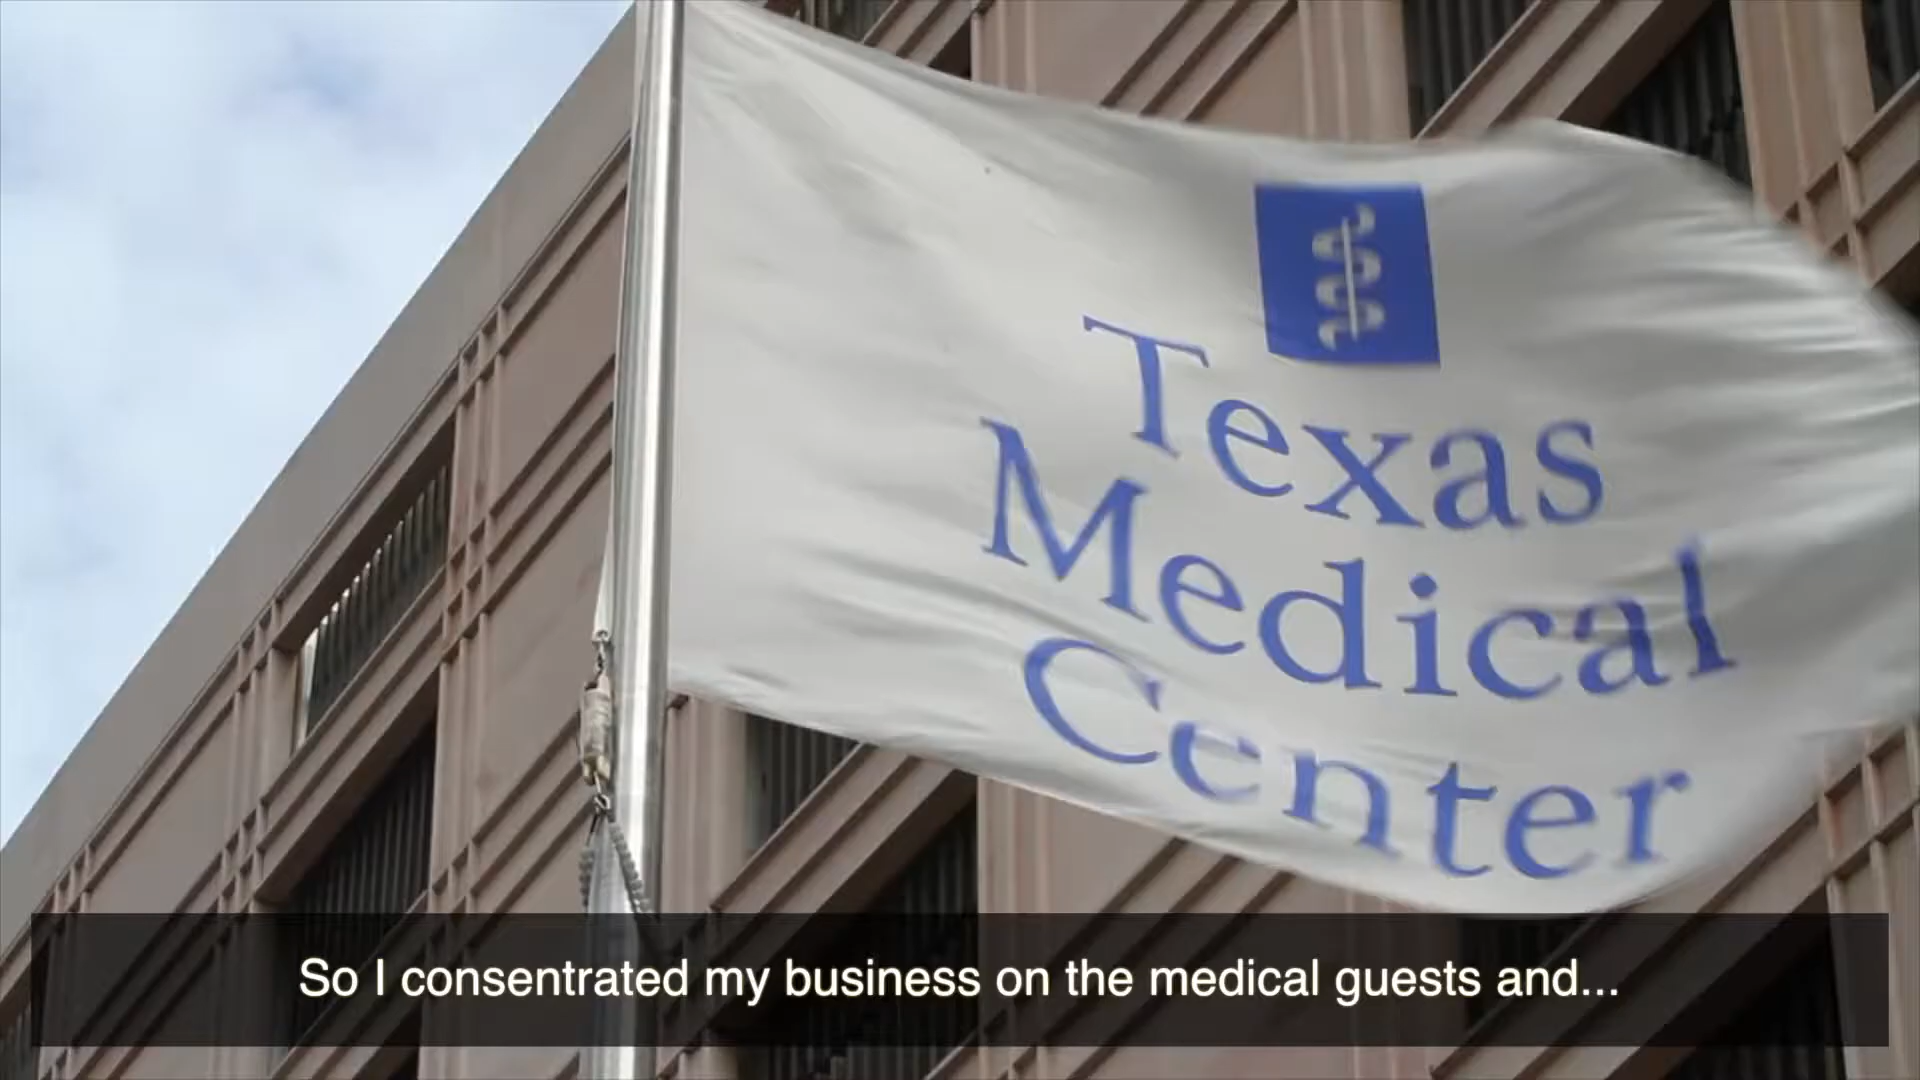 Texas
Medical
Center
So I consentrated my business on the medical guests and...